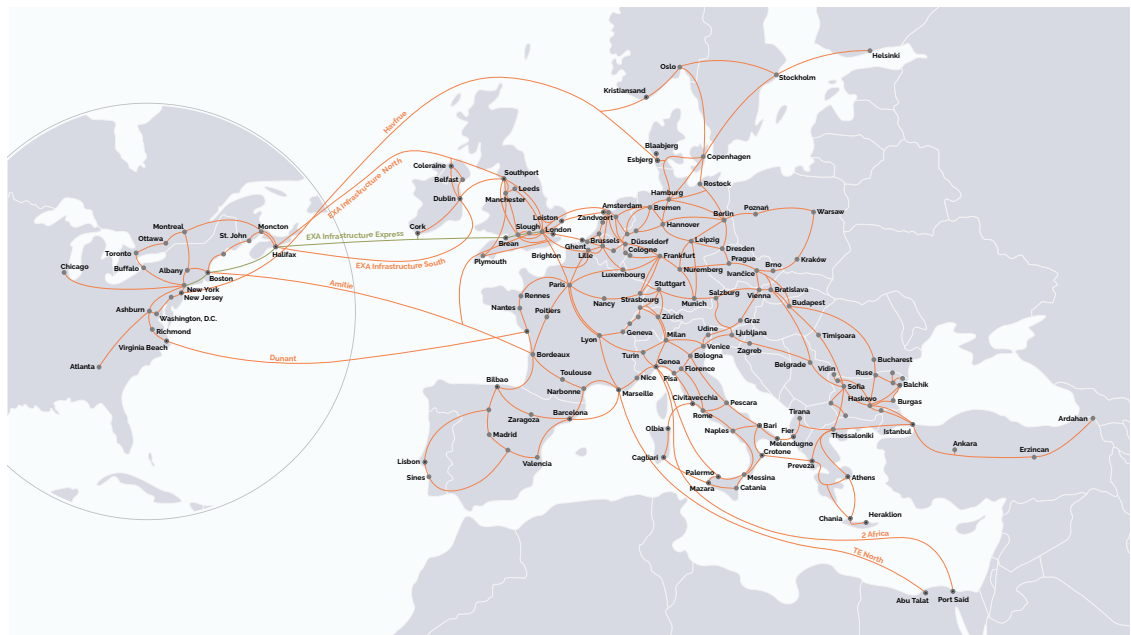 Helsinki
Oslo
Stockholm
Kristiansand
Havfrue
Blaabjerg
Esbjerg
Copenhagen
EXA Infrastructure North
Coleraine
Southport
Belfast
Leeds
Rostock
Hamburg
Dublin
Manchester
Amsterdam
Bremen
Poznań
Warsaw
Leiston
Zandvoort
Berlin
Cork
Slough
London
Hannover
EXA Infrastructure Express
Brean
Ghent
Brussels
Düsseldorf
Leipzig
Cologne
Dresden
Brighton
Lille
Frankfurt
Prague
Kraków
Plymouth
EXA Infrastructure South
Luxembourg
Nuremberg
Ivančice
Brno
Montreal
Ottawa
St. John
Moncton
Halifax
Toronto
Chicago
Buffalo
Albany
Boston
Amitie
New York
New Jersey
Paris
Stuttgart
Rennes
Nancy
Strasbourg
Munich
Salzburg
Vienna
Bratislava
Budapest
Nantes
Poitiers
Ashburn
Washington, D.C.
Zürich
Graz
Richmond
Geneva
Udine
Ljubljana
Timișoara
Virginia Beach
Lyon
Milan
Venice
Zagreb
Dunant
Bordeaux
Turin
Bologna
Belgrade
Bucharest
Atlanta
Genoa
Florence
Vidin
Ruse
Toulouse
Nice
Pisa
Sofia
Balchik
Bilbao
Narbonne
Marseille
Civitavecchia
Pescara
Haskovo
Burgas
Zaragoza
Barcelona
Rome
Tirana
Ardahan
Olbia
Naples
Bari
Fier
Istanbul
Madrid
Melendugno
Thessaloniki
Ankara
Crotone
Erzincan
Lisbon
Valencia
Cagliari
Preveza
Sines
Palermo
Messina
Athens
Mazara
Catania
Chania
Heraklion
2 Africa
TE North
Abu Talat
Port Said